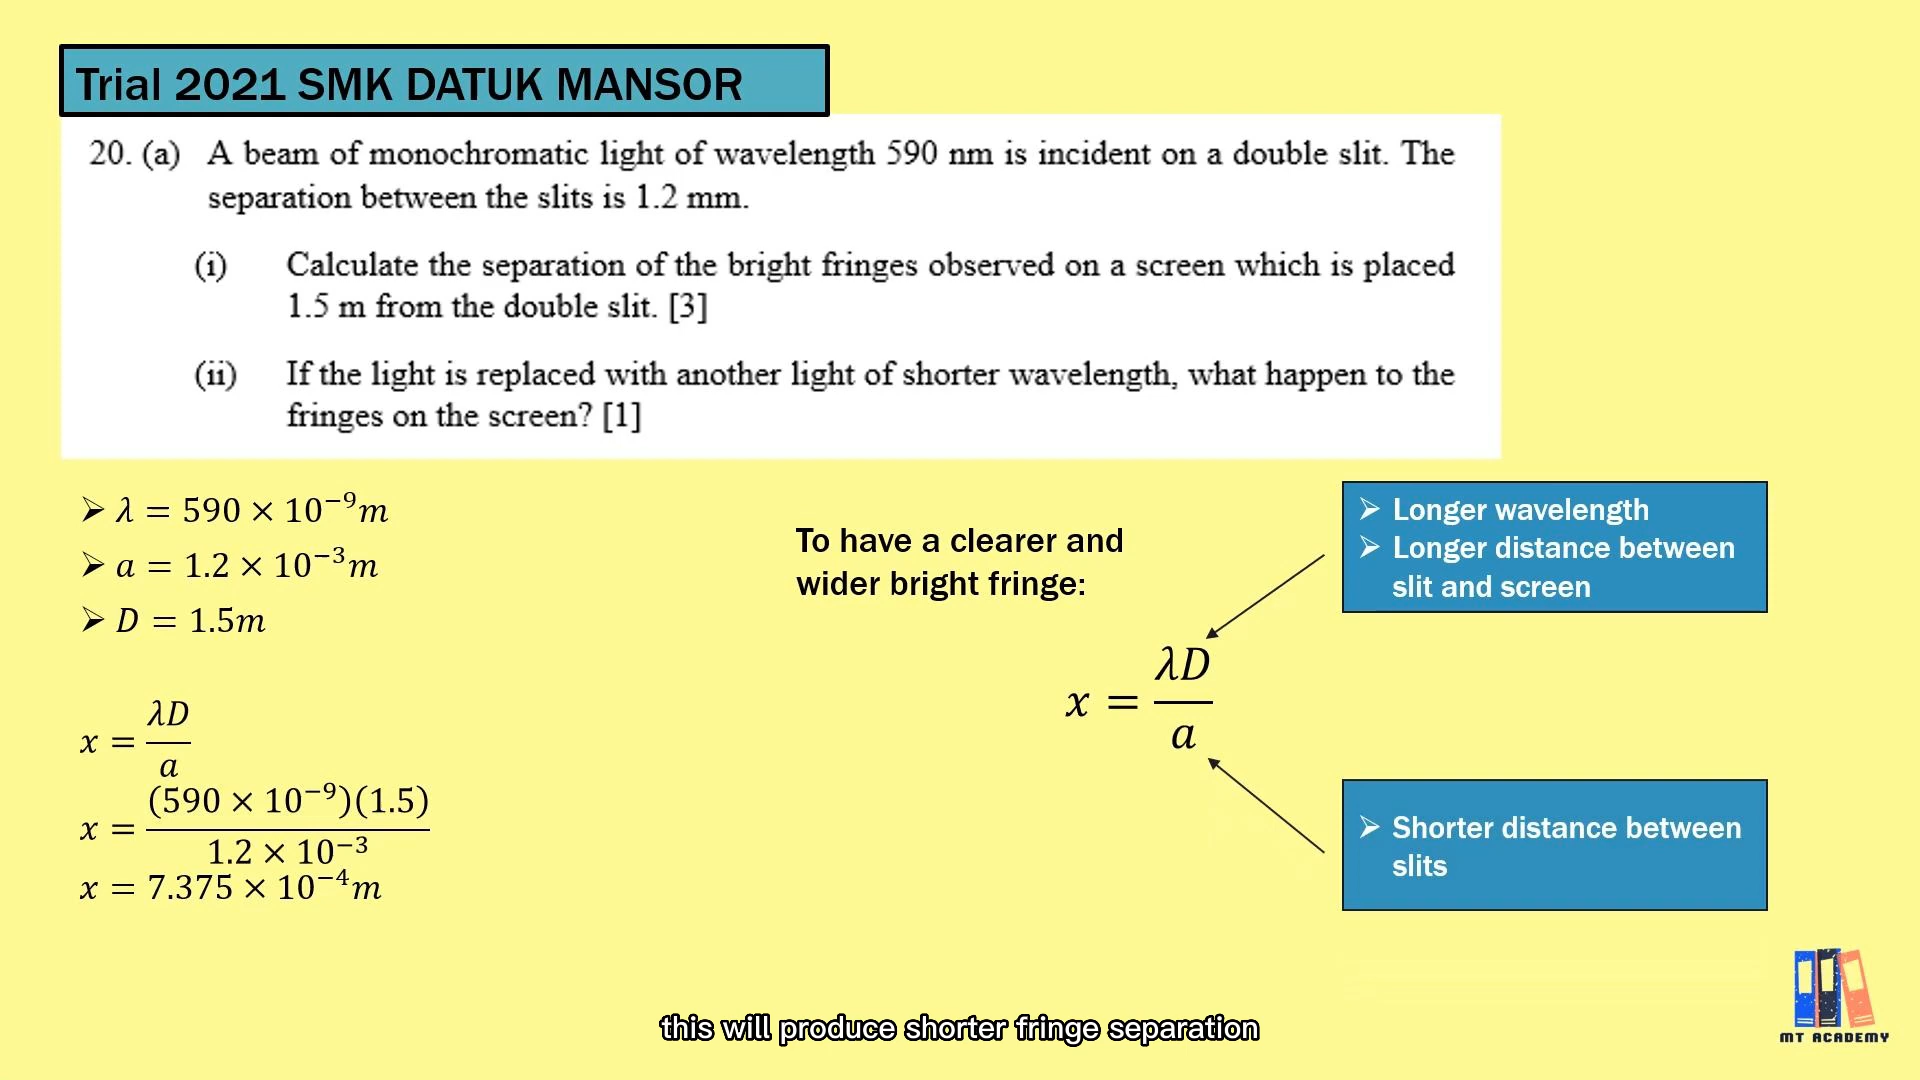 Trial 2021 SMK DATUK MANSOR
20. (a) A beam of monochromatic light of wavelength 590 nm is incident on a double slit. The
separation between the slits is 1.2 mm.
(i) Calculate the separation of the bright fringes observed on a screen which is placed
1.5 m from the double slit. [3]
(ii) If the light is replaced with another light of shorter wavelength, what happen to the
fringes on the screen? [1]
➢ λ = 590 × 10⁻⁹m
➢ a = 1.2 × 10⁻³m
➢ D = 1.5m
x = λD/a
x = (590 × 10⁻⁹)(1.5)/1.2 × 10⁻³
x = 7.375 × 10⁻⁴m
To have a clearer and
wider bright fringe:
x = λD/a
➢ Longer wavelength
➢ Longer distance between
slit and screen
➢ Shorter distance between
slits
this will produce shorter fringe separation
MT ACADEMY